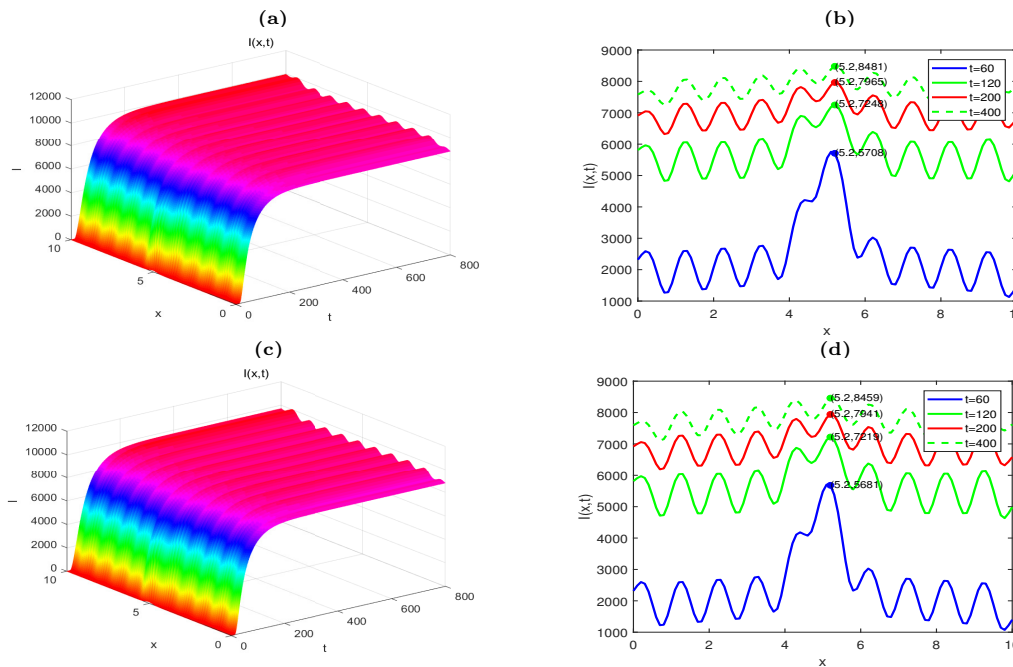 (a)
I(x,t)
12000
10000
8000
6000
4000
2000
0
I
10
5
0
x
0
200
400
600
800
t
(b)
9000
8000
7000
6000
5000
4000
3000
2000
1000
I(x,t)
0 2 4 6 8 10
x
t=60
t=120
t=200
t=400
(5.2,8481)
(5.2,7965)
(5.2,7248)
(5.2,5708)
(c)
I(x,t)
12000
10000
8000
6000
4000
2000
0
I
10
5
0
x
0
200
400
600
800
t
(d)
9000
8000
7000
6000
5000
4000
3000
2000
1000
I(x,t)
0 2 4 6 8 10
x
t=60
t=120
t=200
t=400
(5.2,8459)
(5.2,7941)
(5.2,7219)
(5.2,5681)